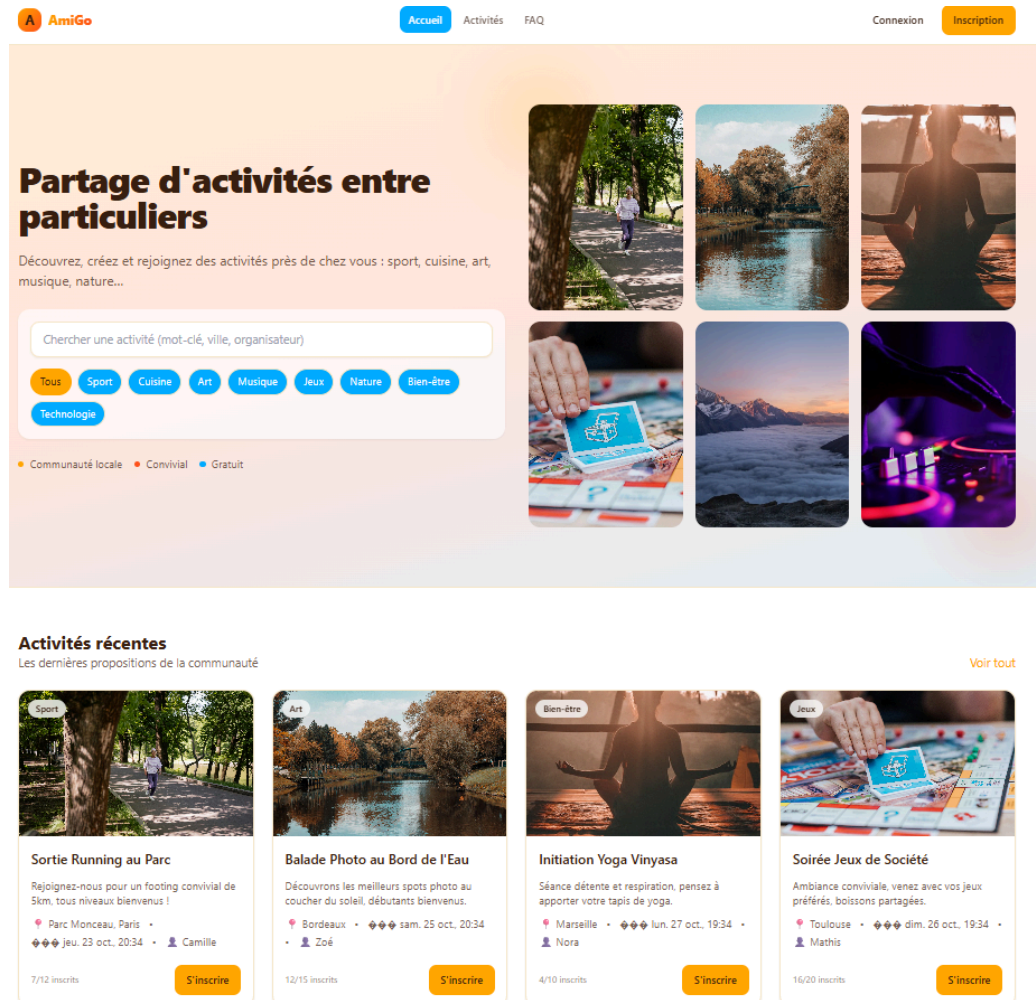 A AmiGo
Accueil Activités FAQ
Connexion Inscription
Partage d'activités entre
particuliers
Découvrez, créez et rejoignez des activités près de chez vous : sport, cuisine, art,
musique, nature...
Chercher une activité (mot-clé, ville, organisateur)
Tous Sport Cuisine Art Musique Jeux Nature Bien-être
Technologie
Communauté locale Convivial Gratuit
Activités récentes
Les dernières propositions de la communauté
Voir tout
Sport
Sortie Running au Parc
Rejoignez-nous pour un footing convivial de
5km, tous niveaux bienvenus !
📍 Parc Monceau, Paris •
��� jeu. 23 oct., 20:34 • 👤 Camille
7/12 inscrits S'inscrire
Art
Balade Photo au Bord de l'Eau
Découvrons les meilleurs spots photo au
coucher du soleil, débutants bienvenus.
📍 Bordeaux • ��� sam. 25 oct., 20:34
• 👤 Zoé
12/15 inscrits S'inscrire
Bien-être
Initiation Yoga Vinyasa
Séance détente et respiration, pensez à
apporter votre tapis de yoga.
📍 Marseille • ��� lun. 27 oct., 19:34 •
👤 Nora
4/10 inscrits S'inscrire
Jeux
Soirée Jeux de Société
Ambiance conviviale, venez avec vos jeux
préférés, boissons partagées.
📍 Toulouse • ��� dim. 26 oct., 19:34 •
👤 Mathis
16/20 inscrits S'inscrire